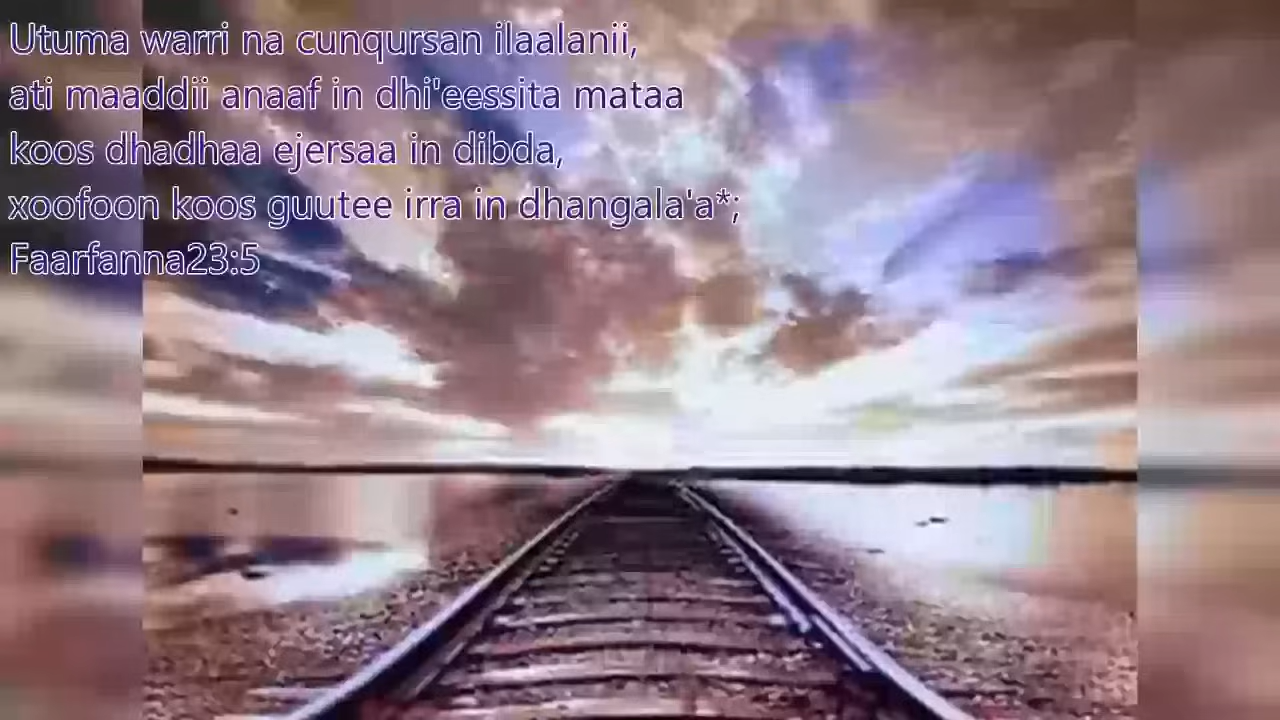 Utuma warri na cunqursan ilaalanii,
ati maaddii anaaf in dhi'eessita mataa
koos dhadhaa ejersaa in dibda,
xoofoon koos guutee irra in dhangala'a*;
Faarfanna23:5